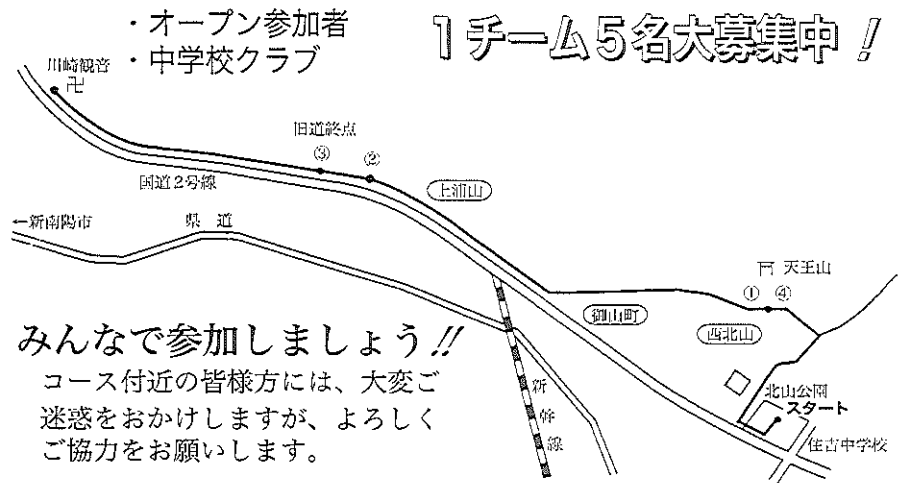 ・オープン参加者
・中学校クラブ
1チーム5名大募集中！
川崎観音
卍
旧道終点
③
②
国道2号線
上浦山
←新南陽市
県道
天王山
①
④
御山町
西北山
みんなで参加しましょう!!
コース付近の皆様方には、大変ご
迷惑をおかけしますが、よろしく
ご協力をお願いします。
新幹線
北山公園
スタート
住吉中学校